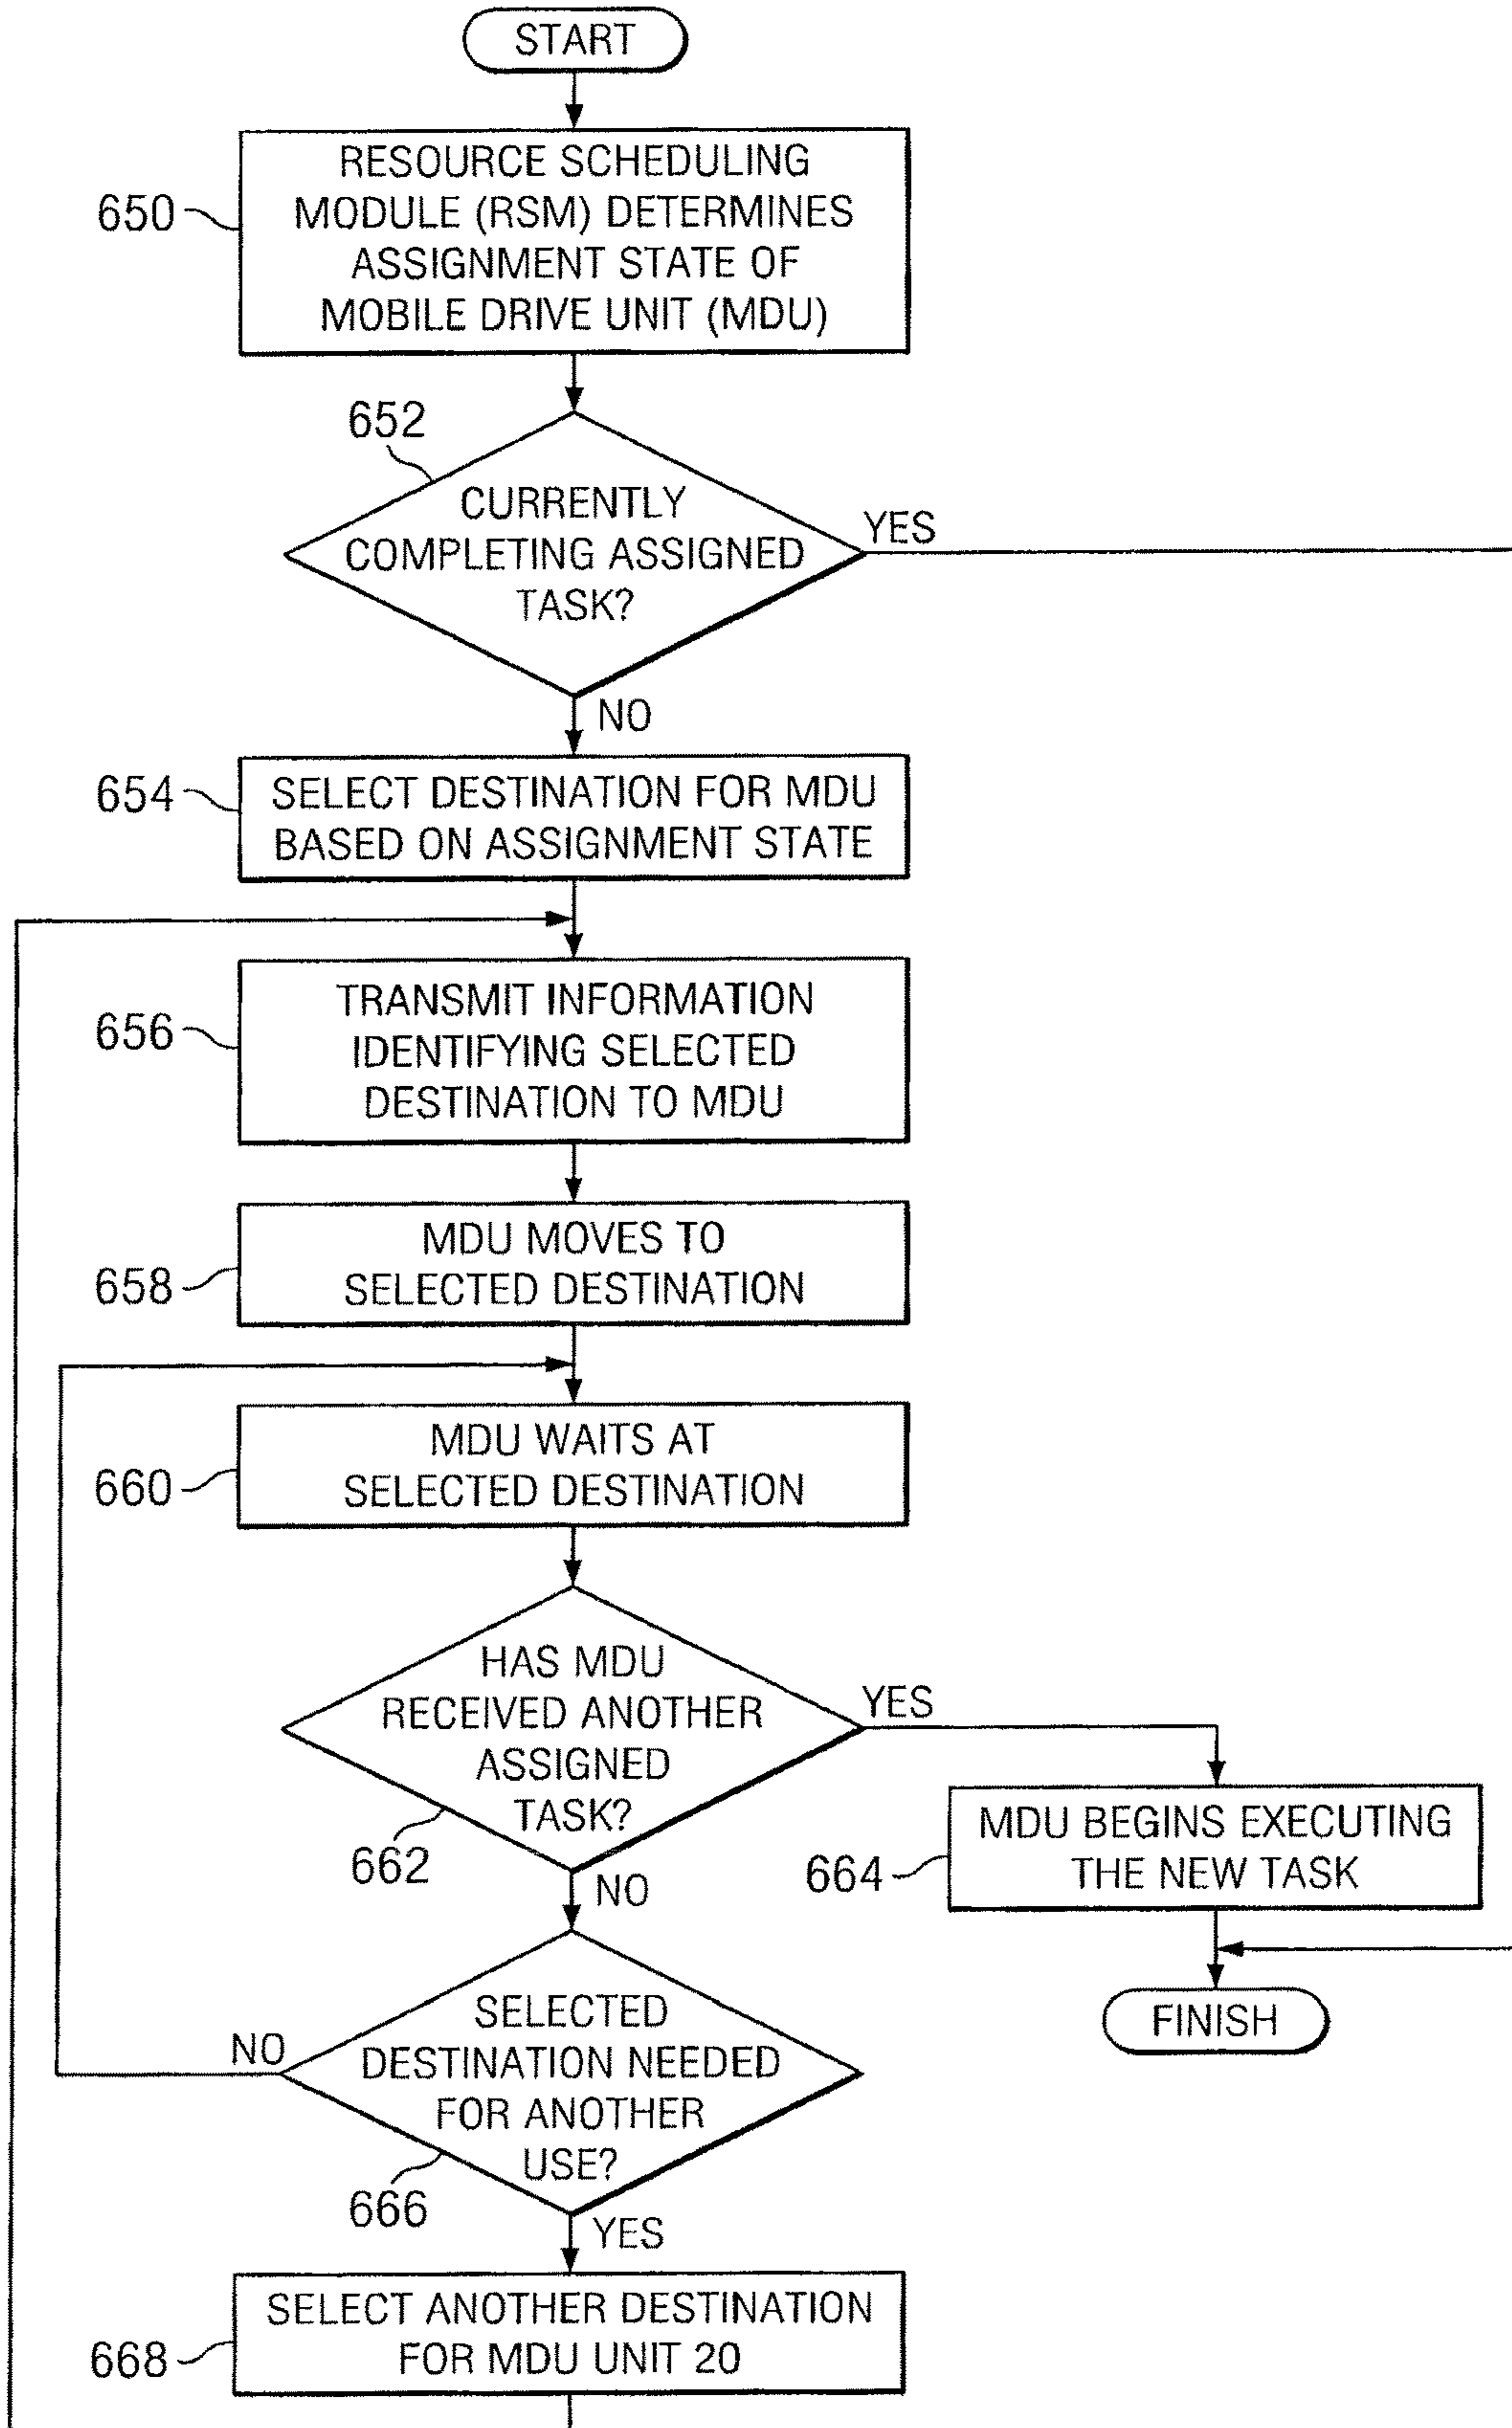 START
RESOURCE SCHEDULING
MODULE (RSM) DETERMINES
ASSIGNMENT STATE OF
MOBILE DRIVE UNIT (MDU)
650
652
CURRENTLY
COMPLETING ASSIGNED
TASK?
YES
NO
654
SELECT DESTINATION FOR MDU
BASED ON ASSIGNMENT STATE
656
TRANSMIT INFORMATION
IDENTIFYING SELECTED
DESTINATION TO MDU
658
MDU MOVES TO
SELECTED DESTINATION
660
MDU WAITS AT
SELECTED DESTINATION
HAS MDU
RECEIVED ANOTHER
ASSIGNED
TASK?
YES
662
NO
664
MDU BEGINS EXECUTING
THE NEW TASK
FINISH
SELECTED
DESTINATION NEEDED
FOR ANOTHER
USE?
NO
666
YES
668
SELECT ANOTHER DESTINATION
FOR MDU UNIT 20